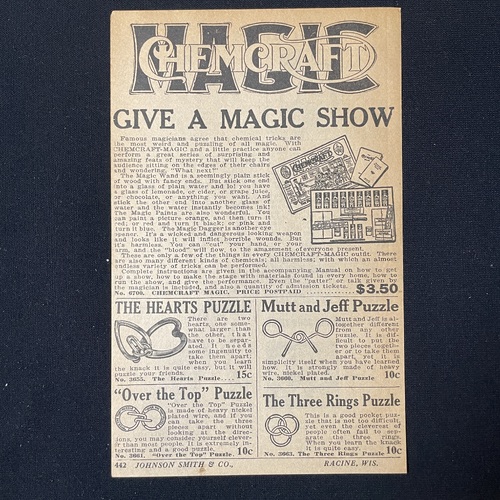 MAGIC
CHEMCRAFT
GIVE A MAGIC SHOW
Famous magicians agree that chemical tricks are
the most weird and puzzling of all magic. With
CHEMCRAFT-MAGIC and a little practice anyone can
perform a great series of surprising and
amazing feats of mystery that will keep the
audience sitting on the edges of their chairs
and wondering, "What next?"
The Magic Wand is a seemingly plain stick
of wood with fancy ends. But stick one end
into a glass of plain water and lo! you have
a glass of lemonade, or cider, or grape juice,
or chocolate, or anything you want. And
stick the other end into another glass of
water and the water instantly becomes ink!
The Magic Paints are also wonderful. You
can paint a picture orange, and then turn it
red; or red and turn it black; or pink and
turn it blue. The Magic Dagger is another eye
opener. It's a wicked and dangerous looking weapon
and looks like it will inflict horrible wounds. But
it's harmless. You can "cut" your hand, or your
arm, and the "blood" will flow to the amazement of everyone present.
These are only a few of the things in every CHEMCRAFT-MAGIC outfit. There
are also many different kinds of chemicals; all harmless; with which an almost
endless variety of tricks can be performed.
Complete instructions are given in the accompanying Manual on how to get
up a show, how to make the stage with materials found in every home, how to
run the show, and give the performance. Even the "patter" or talk given by
the magician is included, and also a quantity of admission tickets.
No. 6700. CHEMCRAFT MAGIC. PRICE POSTPAID $3.50
THE HEARTS PUZZLE
There are two
hearts, one some-
what larger than
the other, that
have to be sepa-
rated. It needs
some ingenuity to
take it apart;
when you learn
the knack it is quite easy, but it will
puzzle your friends.
No. 3655. The Hearts Puzzle.... 15c
Mutt and Jeff Puzzle
Mutt and Jeff is al-
together different
from any other
puzzle. It is dif-
ficult to put the
two pieces togeth-
er or to take them
apart, yet it is
simplicity itself when you have learned
how. It is strongly made of heavy
wire, nickel plated.
No. 3660. Mutt and Jeff Puzzle 10c
"Over the Top" Puzzle
"Over the Top" Puzzle
is made of heavy nickel
plated wire, and if you
can take the three
pieces apart without
looking at the direc-
tions, you may consider yourself clever-
er than most people. It is extremely in-
teresting and a good puzzle.
No. 3661. "Over the Top" Puzzle. 10c
The Three Rings Puzzle
This is a good pocket puz-
zle that is not too difficult,
yet even the cleverest of
people often fail to sep-
arate the three rings.
When you learn the knack
it is quite easy.
No. 3663. The Three Rings Puzzle 10c
442 JOHNSON SMITH & CO., RACINE, WIS.